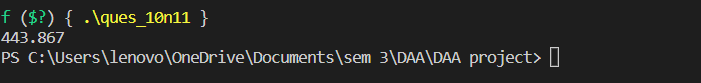 f ($?) { .\ques_10n11 }
443.867
PS C:\Users\lenovo\OneDrive\Documents\sem 3\DAA\DAA project>